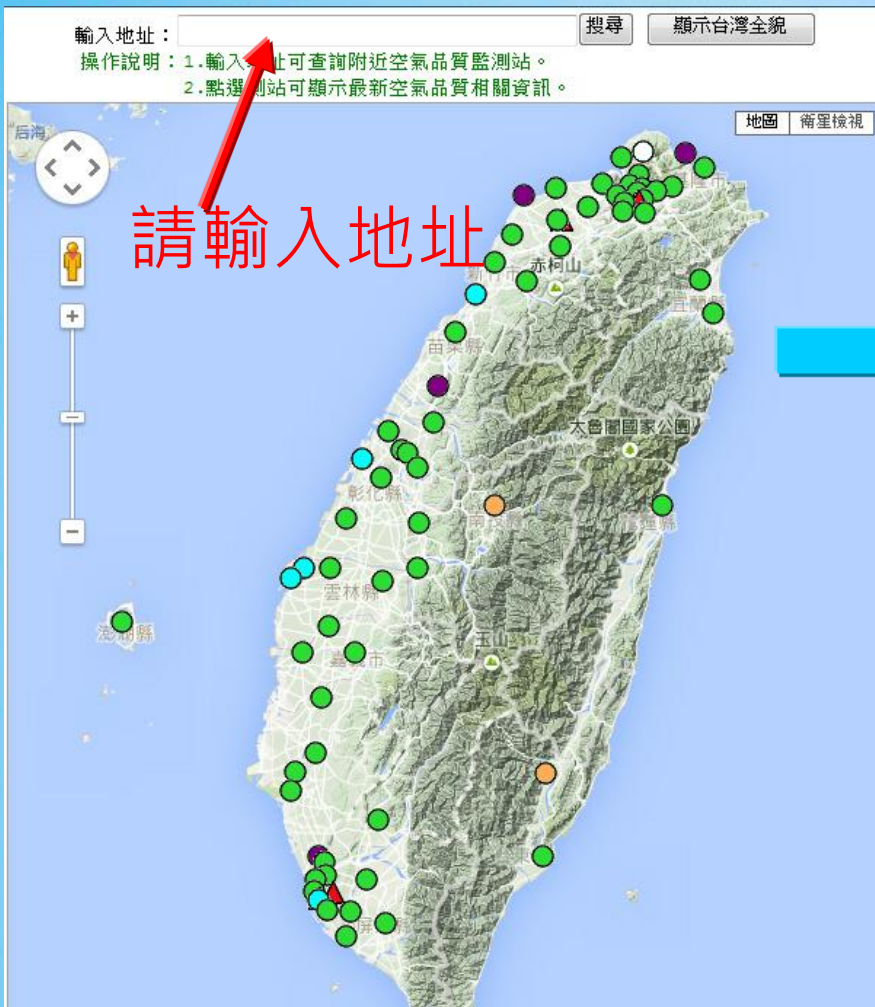 輸入地址：
搜尋
顯示台灣全貌
操作說明：1.輸入 址可查詢附近空氣品質監測站。
2.點選測站可顯示最新空氣品質相關資訊。
后海
地圖
衛星檢視
請輸入地址
新竹市
赤柯山
宜蘭縣
苗栗縣
太魯閣國家公園
彰化縣
南投縣
花蓮縣
雲林縣
澎湖縣
玉山
嘉義市